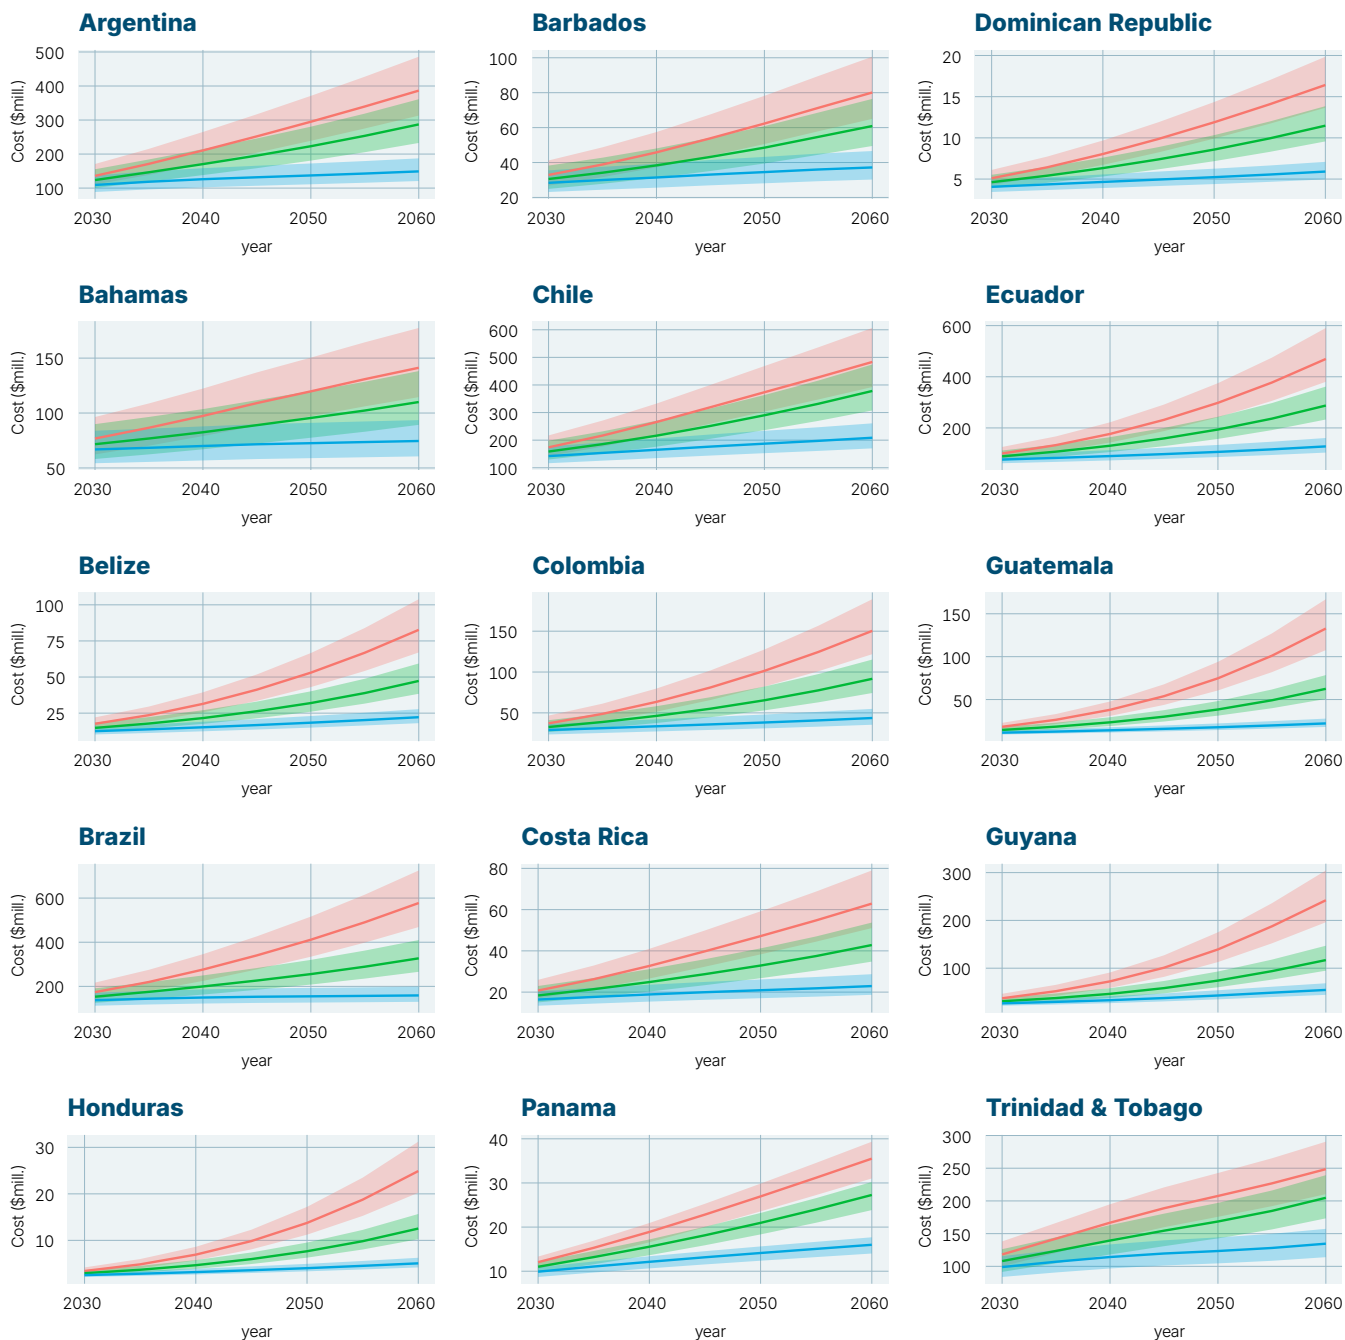 Argentina
500
400
300
200
100
Cost ($mill.)
2030 2040 2050 2060
year
Barbados
100
80
60
40
20
Cost ($mill.)
2030 2040 2050 2060
year
Dominican Republic
20
15
10
5
Cost ($mill.)
2030 2040 2050 2060
year
Bahamas
150
100
50
Cost ($mill.)
2030 2040 2050 2060
year
Chile
600
500
400
300
200
100
Cost ($mill.)
2030 2040 2050 2060
year
Ecuador
600
400
200
Cost ($mill.)
2030 2040 2050 2060
year
Belize
100
75
50
25
Cost ($mill.)
2030 2040 2050 2060
year
Colombia
150
100
50
Cost ($mill.)
2030 2040 2050 2060
year
Guatemala
150
100
50
Cost ($mill.)
2030 2040 2050 2060
year
Brazil
600
400
200
Cost ($mill.)
2030 2040 2050 2060
year
Costa Rica
80
60
40
20
Cost ($mill.)
2030 2040 2050 2060
year
Guyana
300
200
100
Cost ($mill.)
2030 2040 2050 2060
year
Honduras
30
20
10
Cost ($mill.)
2030 2040 2050 2060
year
Panama
40
30
20
10
Cost ($mill.)
2030 2040 2050 2060
year
Trinidad & Tobago
300
250
200
150
100
Cost ($mill.)
2030 2040 2050 2060
year